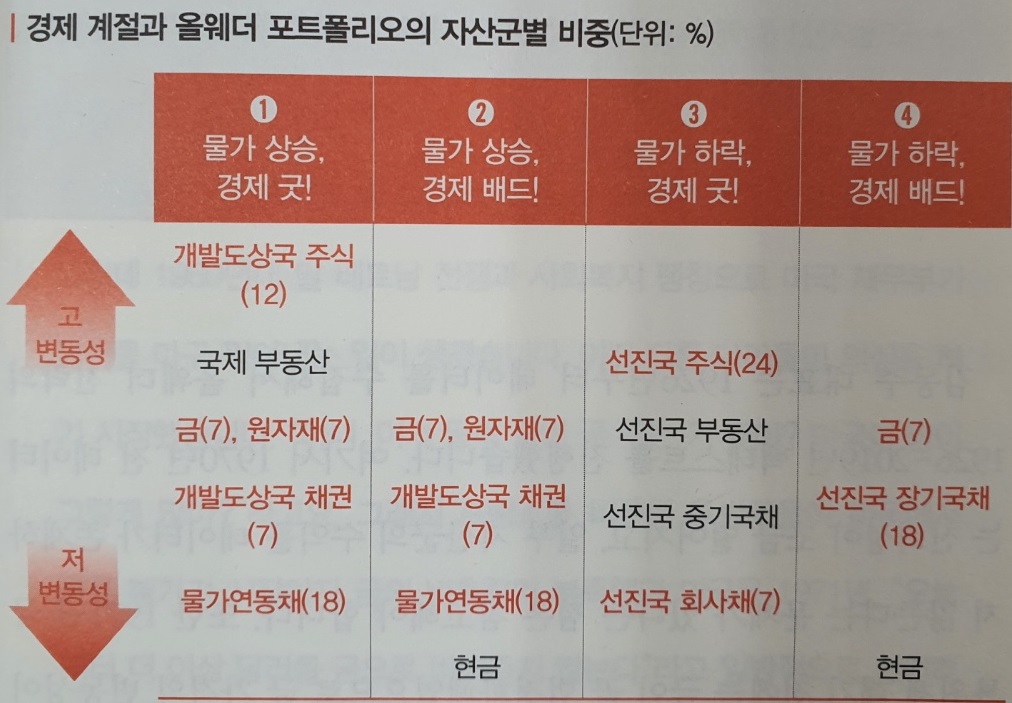 경제 계절과 올웨더 포트폴리오의 자산군별 비중(단위: %)
① ② ③ ④
물가 상승, 물가 상승, 물가 하락, 물가 하락,
경제 굿! 경제 배드! 경제 굿! 경제 배드!
개발도상국 주식
(12)
고
변동성
국제 부동산 선진국 주식(24)
금(7), 원자재(7) 금(7), 원자재(7) 선진국 부동산 금(7)
개발도상국 채권 개발도상국 채권 선진국 중기국채 선진국 장기국채
(7) (7) (18)
저
변동성
물가연동채(18) 물가연동채(18) 선진국 회사채(7)
현금 현금